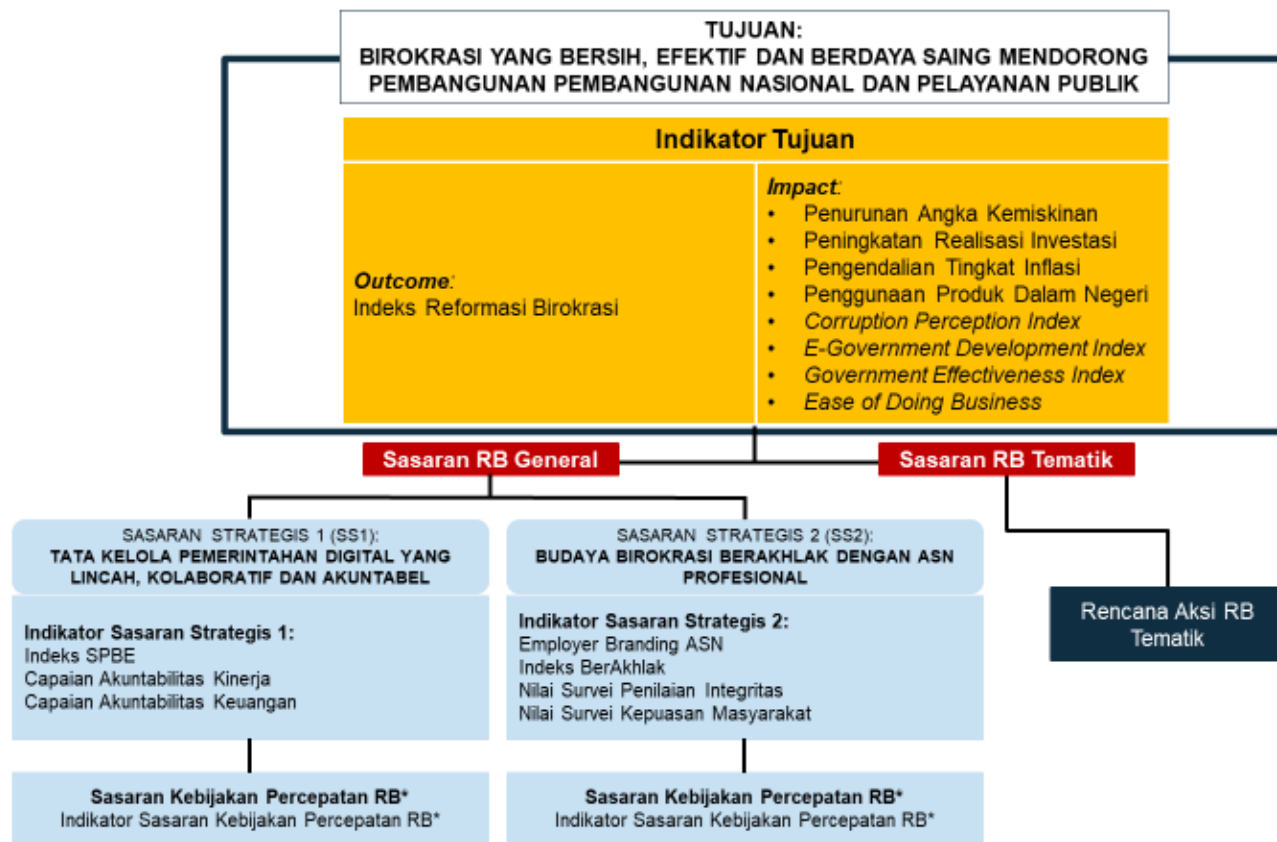 TUJUAN:
BIROKRASI YANG BERSIH, EFEKTIF DAN BERDAYA SAING MENDORONG
PEMBANGUNAN PEMBANGUNAN NASIONAL DAN PELAYANAN PUBLIK
Indikator Tujuan
Outcome:
Indeks Reformasi Birokrasi
Impact:
• Penurunan Angka Kemiskinan
• Peningkatan Realisasi Investasi
• Pengendalian Tingkat Inflasi
• Penggunaan Produk Dalam Negeri
• Corruption Perception Index
• E-Government Development Index
• Government Effectiveness Index
• Ease of Doing Business
Sasaran RB General
Sasaran RB Tematik
SASARAN STRATEGIS 1 (SS1):
TATA KELOLA PEMERINTAHAN DIGITAL YANG
LINCAH, KOLABORATIF DAN AKUNTABEL
Indikator Sasaran Strategis 1:
Indeks SPBE
Capaian Akuntabilitas Kinerja
Capaian Akuntabilitas Keuangan
Sasaran Kebijakan Percepatan RB*
Indikator Sasaran Kebijakan Percepatan RB*
SASARAN STRATEGIS 2 (SS2):
BUDAYA BIROKRASI BERAKHLAK DENGAN ASN
PROFESIONAL
Indikator Sasaran Strategis 2:
Employer Branding ASN
Indeks BerAkhlak
Nilai Survei Penilaian Integritas
Nilai Survei Kepuasan Masyarakat
Sasaran Kebijakan Percepatan RB*
Indikator Sasaran Kebijakan Percepatan RB*
Rencana Aksi RB
Tematik